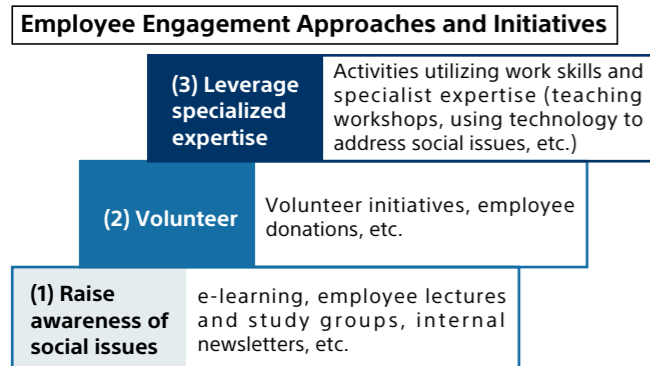 Employee Engagement Approaches and Initiatives
(3) Leverage
specialized
expertise
Activities utilizing work skills and
specialist expertise (teaching
workshops, using technology to
address social issues, etc.)
(2) Volunteer
Volunteer initiatives, employee
donations, etc.
(1) Raise
awareness of
social issues
e-learning, employee lectures
and study groups, internal
newsletters, etc.